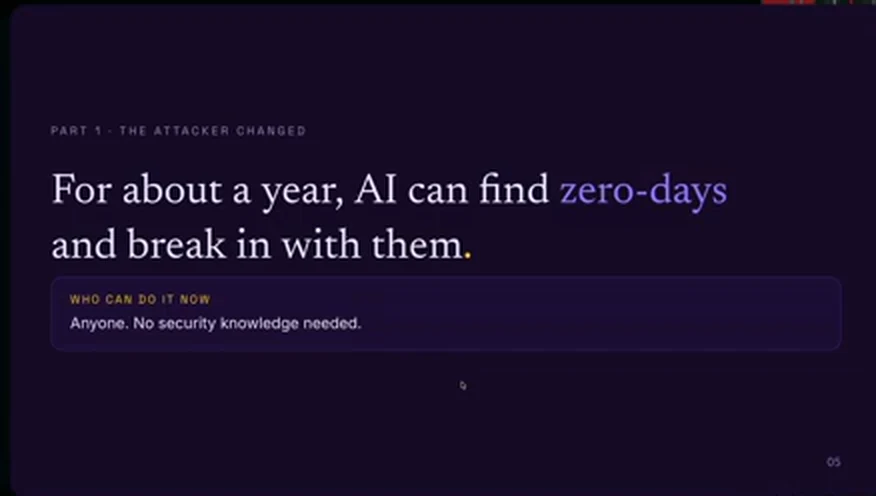 PART 1 · THE ATTACKER CHANGED
For about a year, AI can find zero-days
and break in with them.
WHO CAN DO IT NOW
Anyone. No security knowledge needed.
05